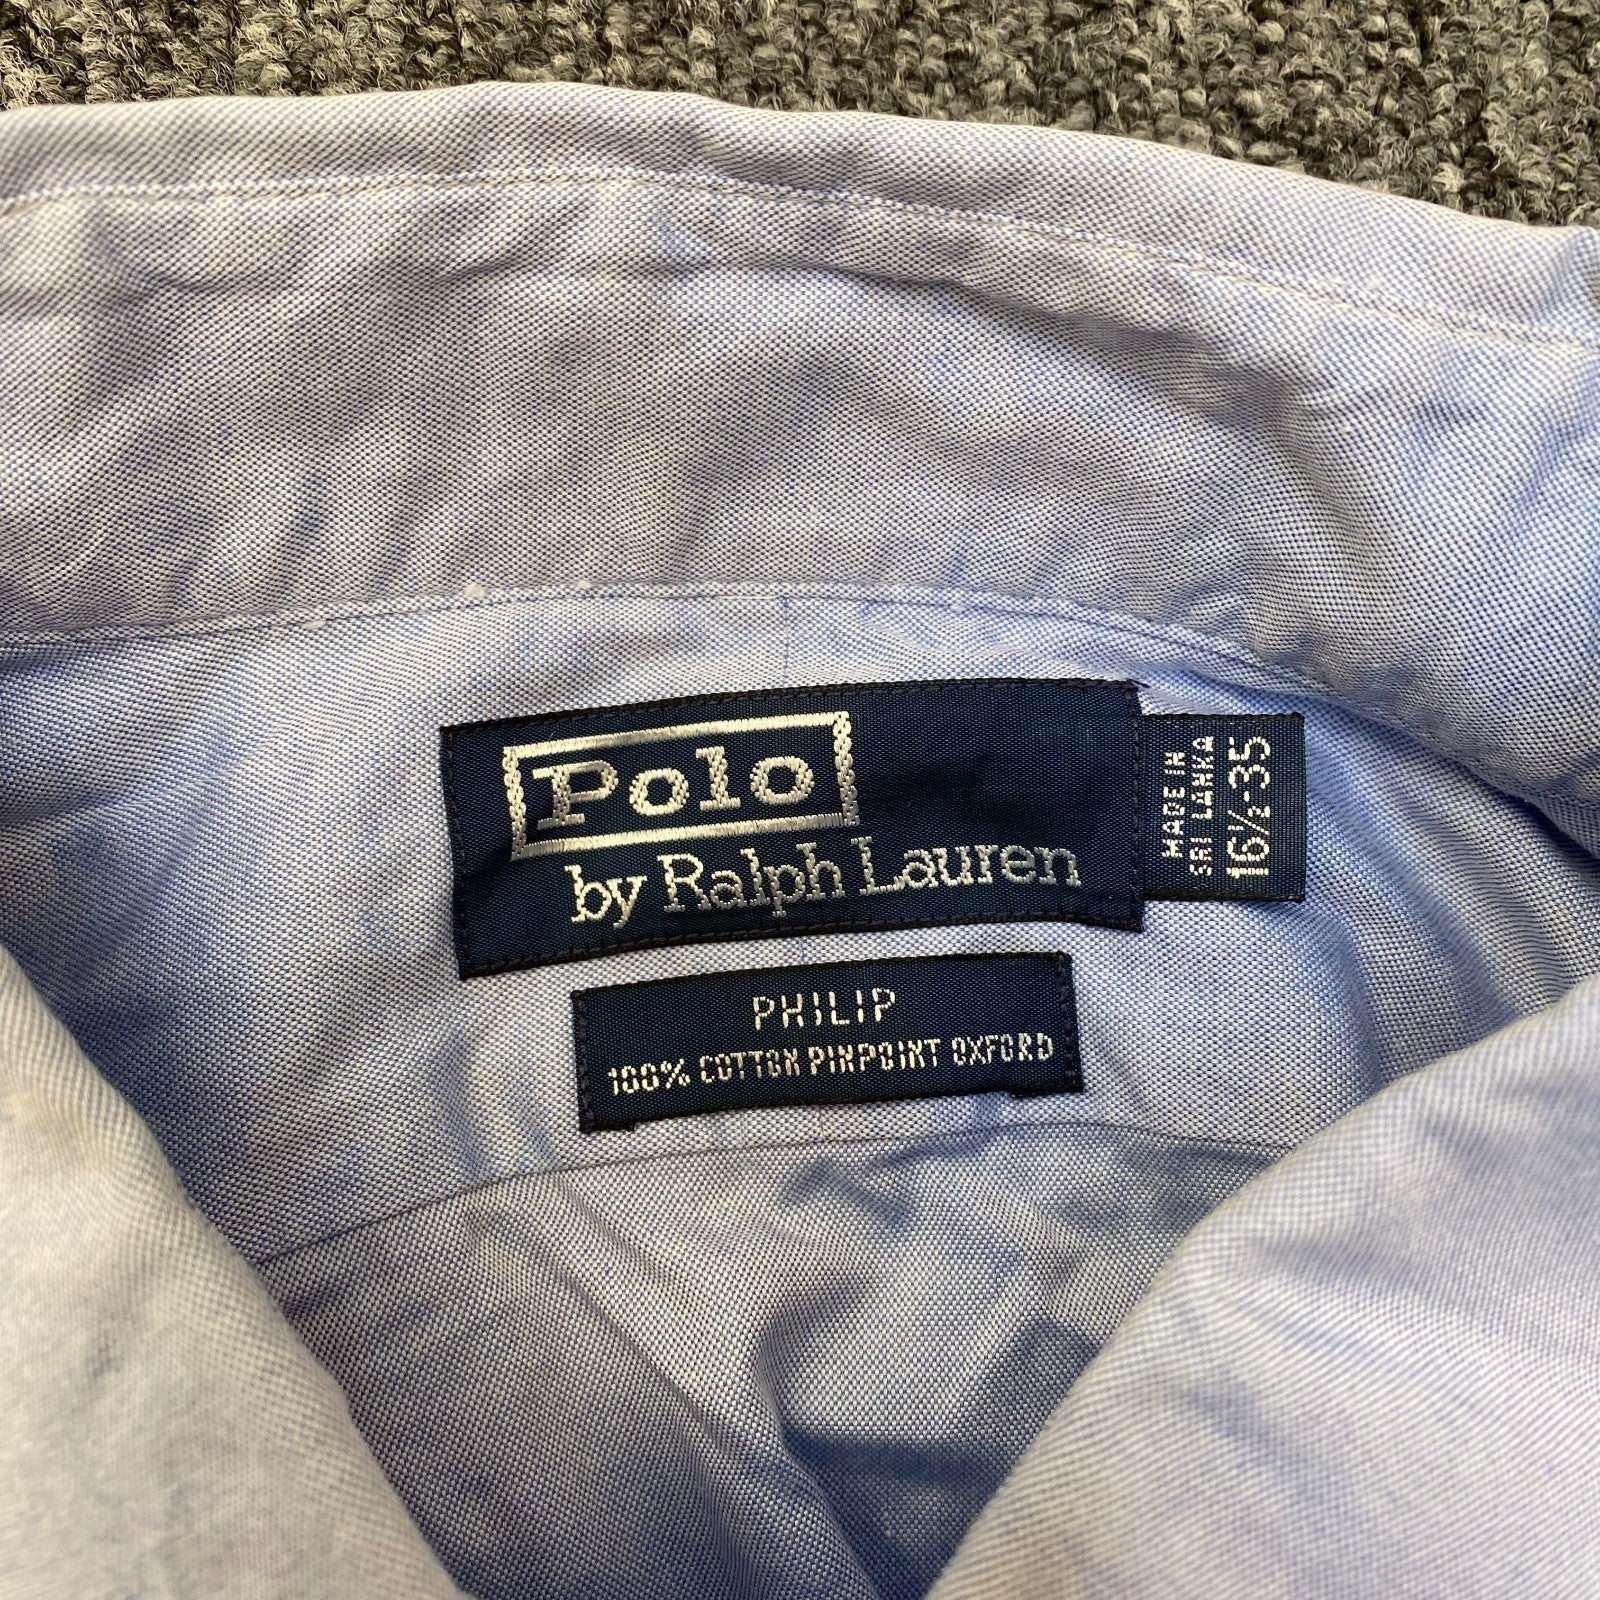 Polo
by Ralph Lauren
MADE IN
SRI LANKA
16½-35
PHILIP
100% COTTON PINPOINT OXFORD